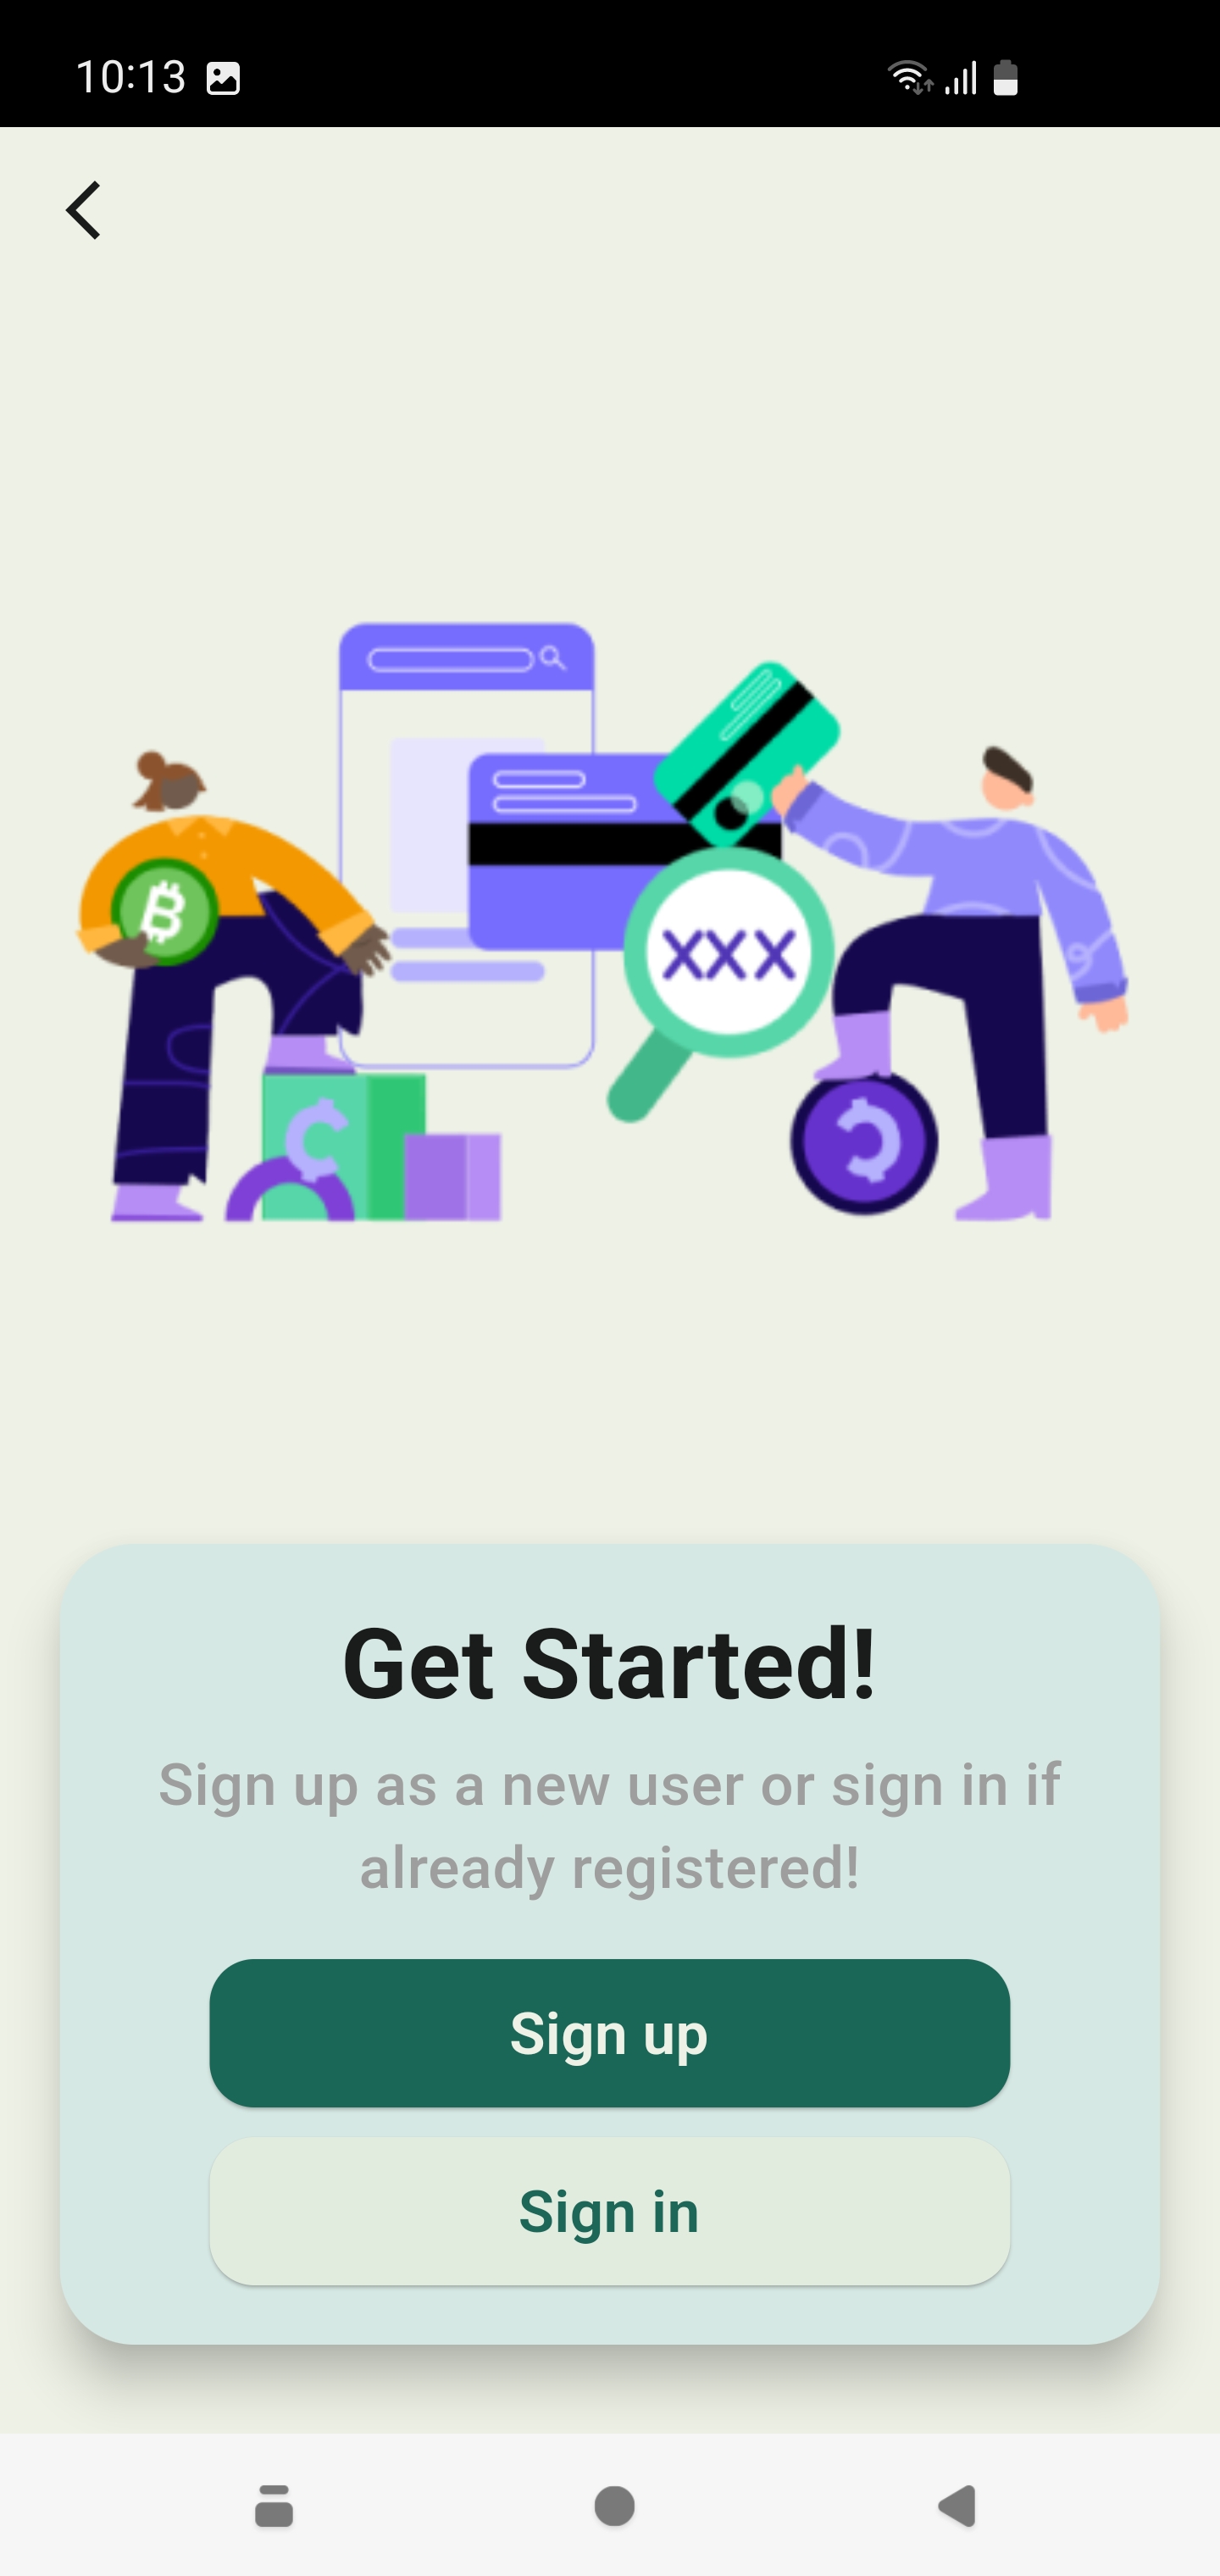 10:13
XXX
Get Started!
Sign up as a new user or sign in if
already registered!
Sign up
Sign in